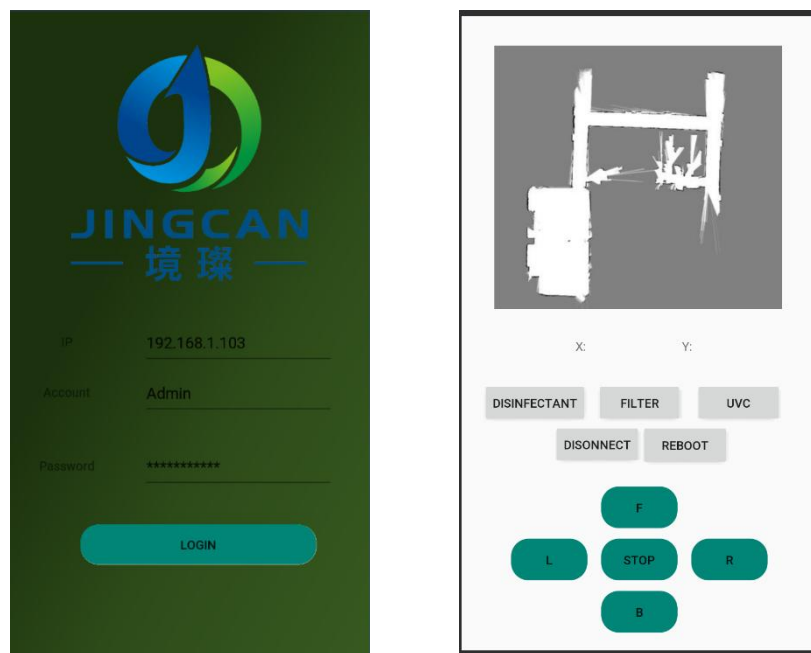 JINGCAN
境璨
IP 192.168.1.103
Account Admin
Password ***********
LOGIN
X: Y:
DISINFECTANT FILTER UVC
DISONNECT REBOOT
F
L STOP R
B